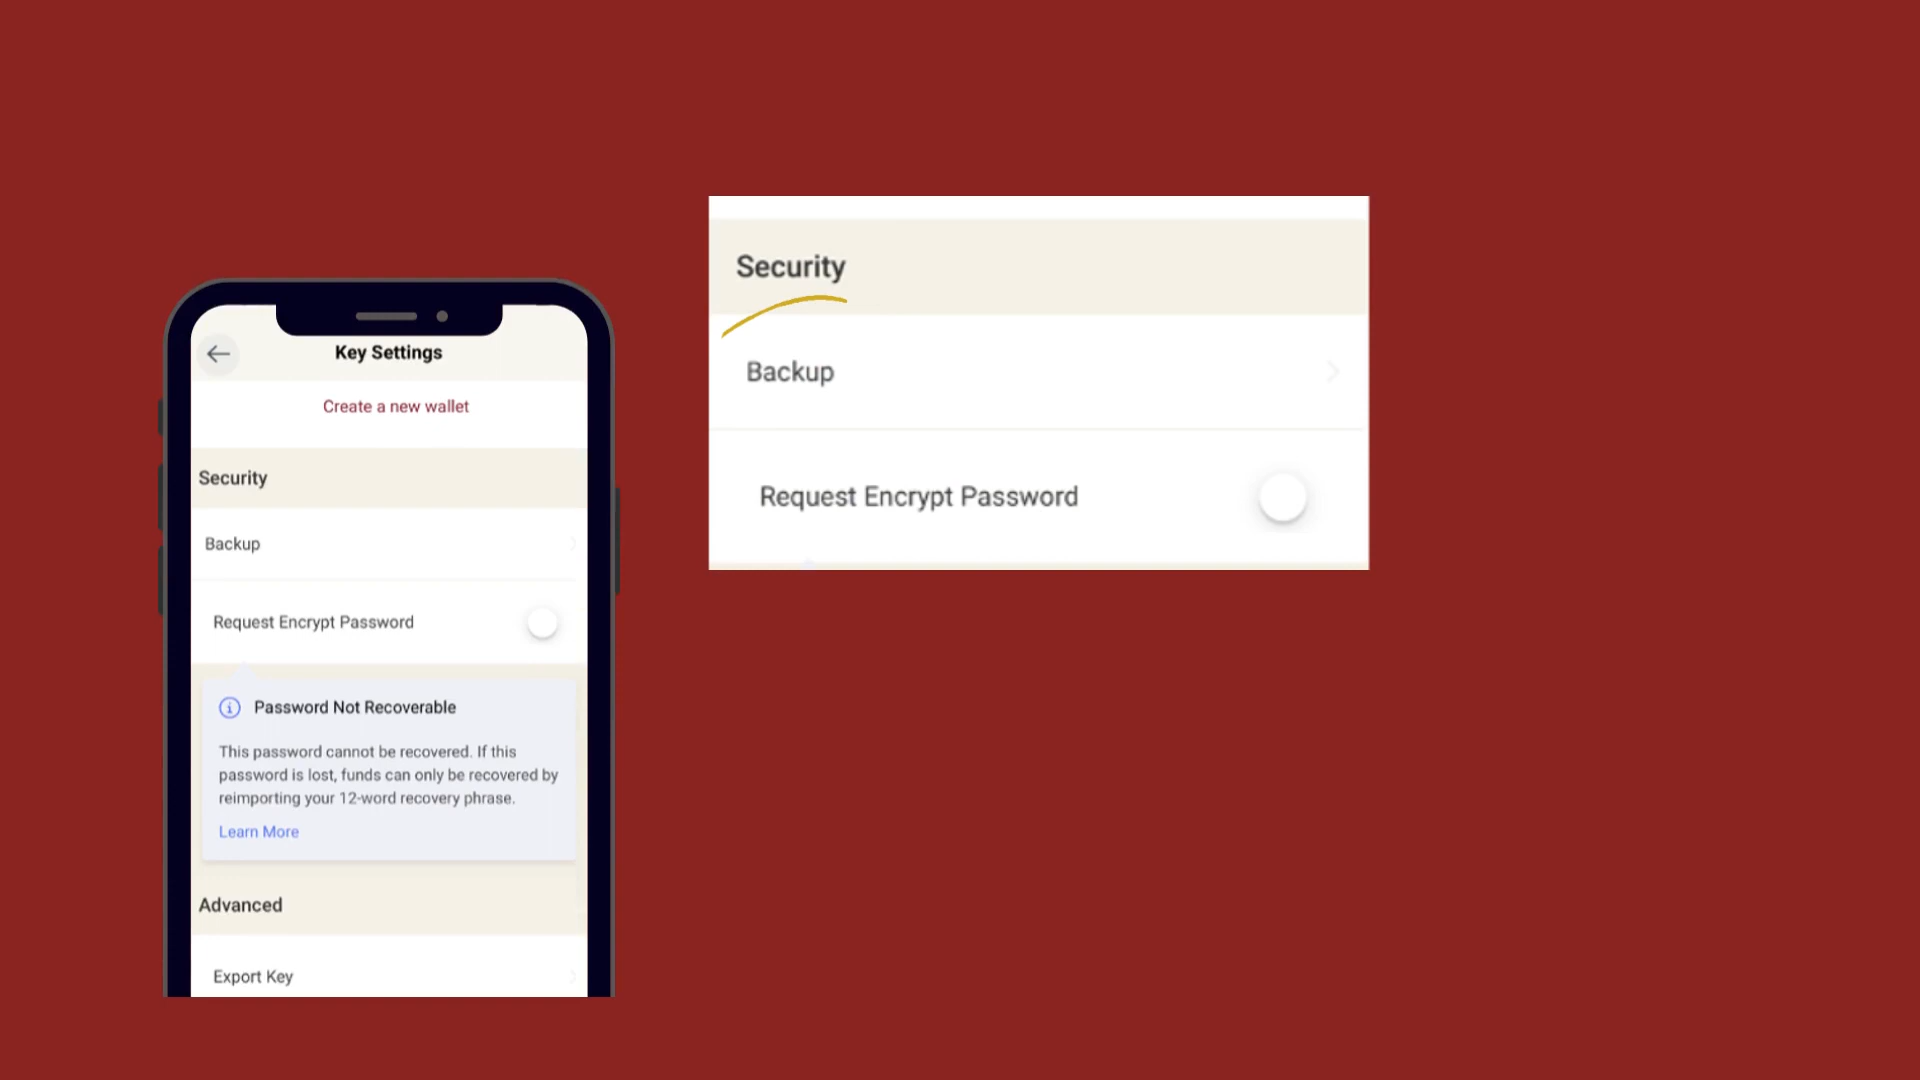 Key Settings
Create a new wallet
Security
Backup
Request Encrypt Password
Password Not Recoverable
This password cannot be recovered. If this
password is lost, funds can only be recovered by
reimporting your 12-word recovery phrase.
Learn More
Advanced
Export Key
Security
Backup
Request Encrypt Password